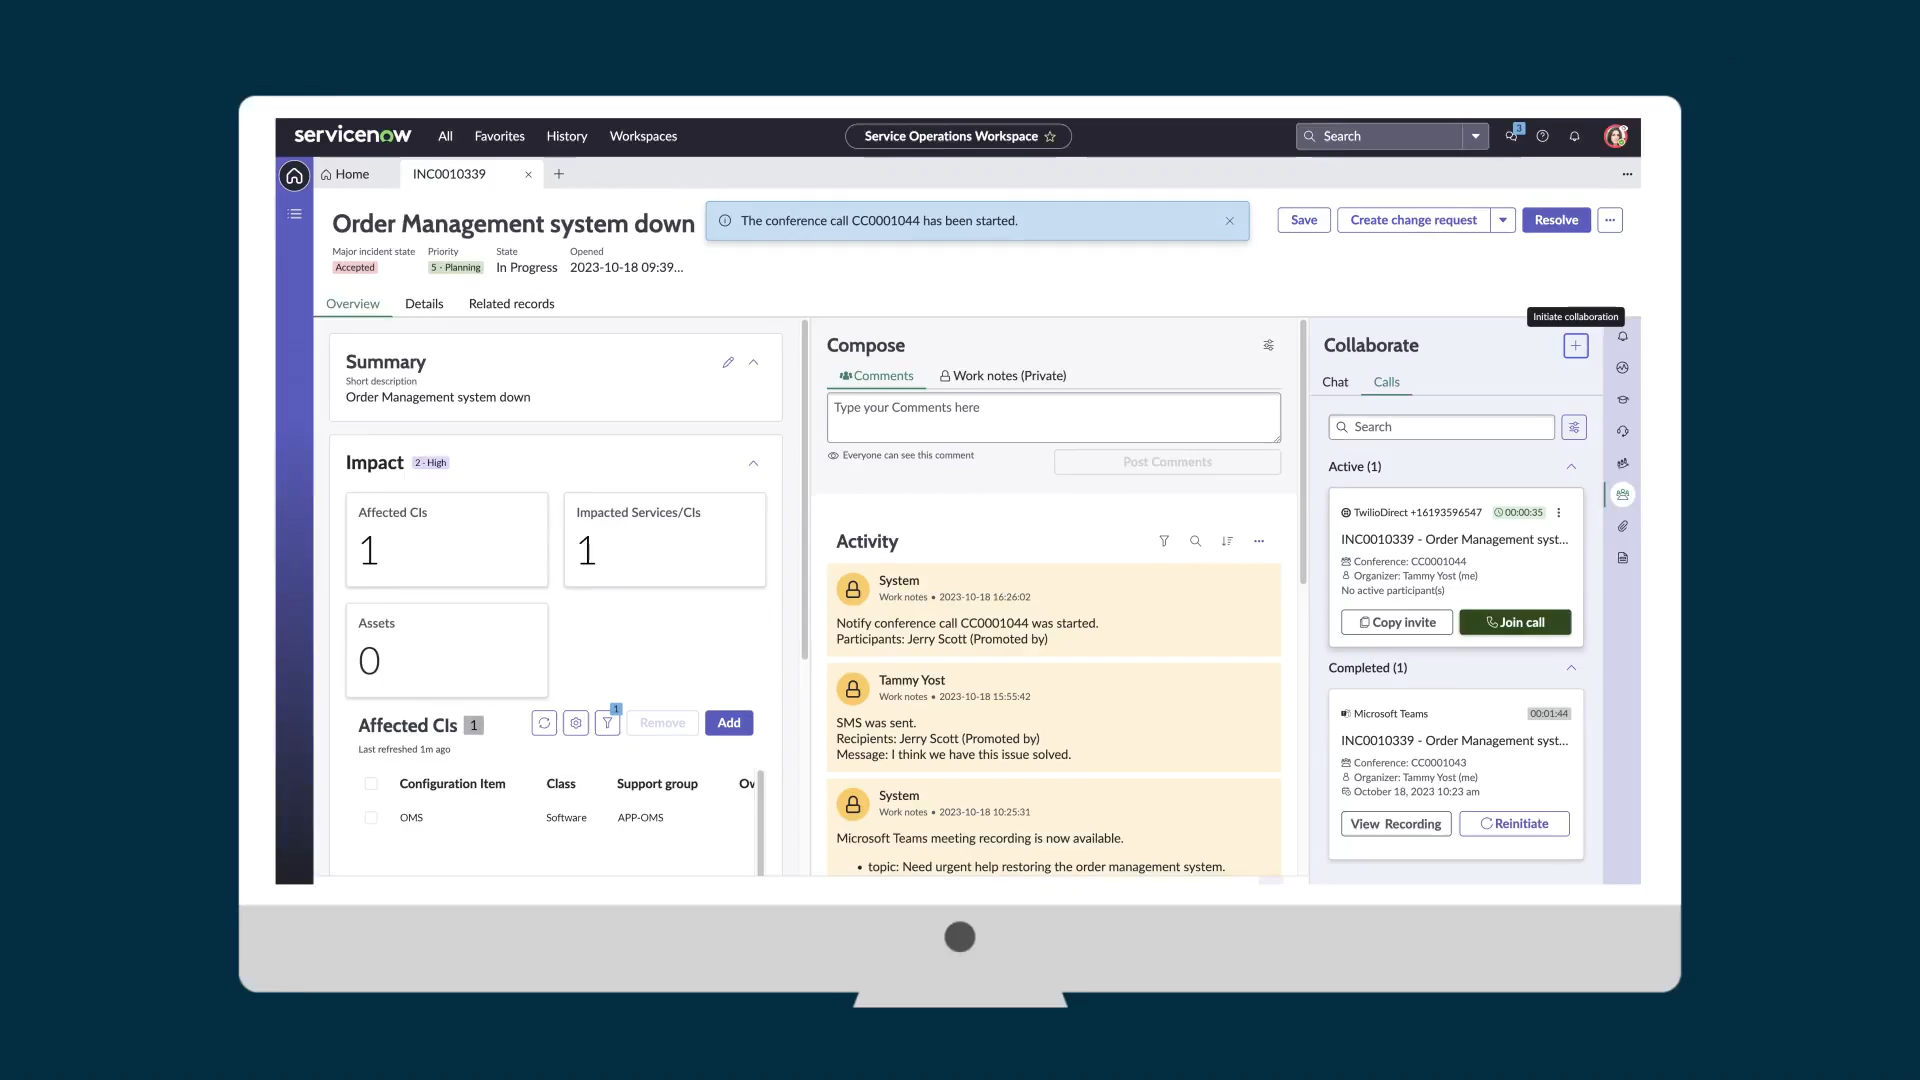 servicenow
All
Favorites
History
Workspaces
Service Operations Workspace
Search
3
Home
INC0010339
Order Management system down
The conference call CC0001044 has been started.
Save
Create change request
Resolve
Major incident state
Accepted
Priority
5 - Planning
State
In Progress
Opened
2023-10-18 09:39...
Overview
Details
Related records
Summary
Short description
Order Management system down
Impact
2 - High
Affected CIs
1
Impacted Services/CIs
1
Assets
0
Affected CIs 1
Last refreshed 1m ago
1
Remove
Add
Configuration Item
Class
Support group
Ov
OMS
Software
APP-OMS
Compose
Comments
Work notes (Private)
Type your Comments here
Everyone can see this comment
Post Comments
Activity
System
Work notes • 2023-10-18 16:26:02
Notify conference call CC0001044 was started.
Participants: Jerry Scott (Promoted by)
Tammy Yost
Work notes • 2023-10-18 15:55:42
SMS was sent.
Recipients: Jerry Scott (Promoted by)
Message: I think we have this issue solved.
System
Work notes • 2023-10-18 10:25:31
Microsoft Teams meeting recording is now available.
• topic: Need urgent help restoring the order management system.
Initiate collaboration
Collaborate
Chat
Calls
Search
Active (1)
TwilioDirect +16193596547
00:00:35
INC0010339 - Order Management syst...
Conference: CC0001044
Organizer: Tammy Yost (me)
No active participant(s)
Copy invite
Join call
Completed (1)
Microsoft Teams
00:01:44
INC0010339 - Order Management syst...
Conference: CC0001043
Organizer: Tammy Yost (me)
October 18, 2023 10:23 am
View Recording
Reinitiate